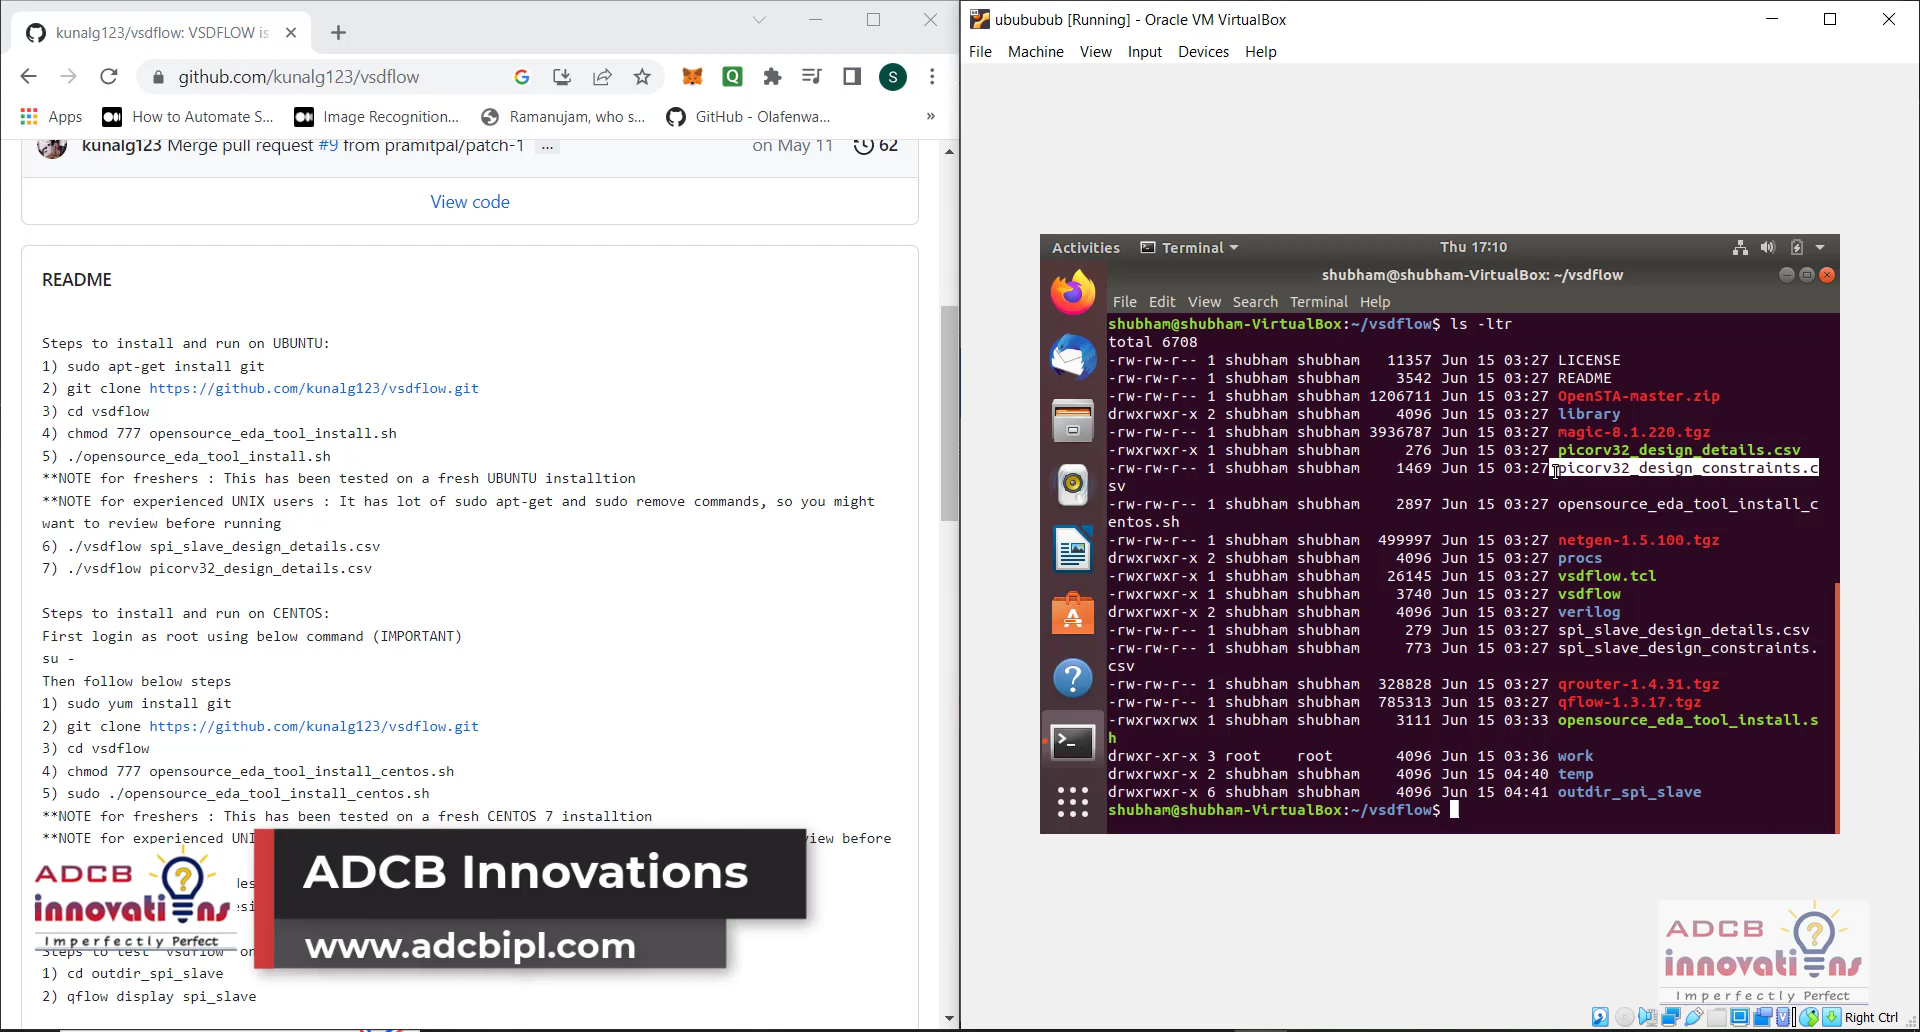 kunalg123/vsdflow: VSDFLOW is
github.com/kunalg123/vsdflow
S
Apps
How to Automate S...
Image Recognition...
Ramanujam, who s...
GitHub - Olafenwa...
»
kunalg123 Merge pull request #9 from pramitpal/patch-1 ...
on May 11
62
View code
README
Steps to install and run on UBUNTU:
1) sudo apt-get install git
2) git clone https://github.com/kunalg123/vsdflow.git
3) cd vsdflow
4) chmod 777 opensource_eda_tool_install.sh
5) ./opensource_eda_tool_install.sh
**NOTE for freshers : This has been tested on a fresh UBUNTU installtion
**NOTE for experienced UNIX users : It has lot of sudo apt-get and sudo remove commands, so you might
want to review before running
6) ./vsdflow spi_slave_design_details.csv
7) ./vsdflow picorv32_design_details.csv
Steps to install and run on CENTOS:
First login as root using below command (IMPORTANT)
su -
Then follow below steps
1) sudo yum install git
2) git clone https://github.com/kunalg123/vsdflow.git
3) cd vsdflow
4) chmod 777 opensource_eda_tool_install_centos.sh
5) sudo ./opensource_eda_tool_install_centos.sh
**NOTE for freshers : This has been tested on a fresh CENTOS 7 installtion
**NOTE for experienced UNI
view before
Steps to test "vsdflow" on
1) cd outdir_spi_slave
2) qflow display spi_slave
ADCB
innovati ns
Imperfectly Perfect
ADCB Innovations
www.adcbipl.com
ubububub [Running] - Oracle VM VirtualBox
File Machine View Input Devices Help
Activities
Terminal
Thu 17:10
shubham@shubham-VirtualBox: ~/vsdflow
File Edit View Search Terminal Help
shubham@shubham-VirtualBox:~/vsdflow$ ls -ltr
total 6708
-rw-rw-r-- 1 shubham shubham 11357 Jun 15 03:27 LICENSE
-rw-rw-r-- 1 shubham shubham 3542 Jun 15 03:27 README
-rw-rw-r-- 1 shubham shubham 1206711 Jun 15 03:27 OpenSTA-master.zip
drwxrwxr-x 2 shubham shubham 4096 Jun 15 03:27 library
-rw-rw-r-- 1 shubham shubham 3936787 Jun 15 03:27 magic-8.1.220.tgz
-rwxrwxr-x 1 shubham shubham 276 Jun 15 03:27 picorv32_design_details.csv
-rw-rw-r-- 1 shubham shubham 1469 Jun 15 03:27 picorv32_design_constraints.c
sv
-rw-rw-r-- 1 shubham shubham 2897 Jun 15 03:27 opensource_eda_tool_install_c
entos.sh
-rw-rw-r-- 1 shubham shubham 499997 Jun 15 03:27 netgen-1.5.100.tgz
drwxrwxr-x 2 shubham shubham 4096 Jun 15 03:27 procs
-rwxrwxr-x 1 shubham shubham 26145 Jun 15 03:27 vsdflow.tcl
-rwxrwxr-x 1 shubham shubham 3740 Jun 15 03:27 vsdflow
drwxrwxr-x 2 shubham shubham 4096 Jun 15 03:27 verilog
-rw-rw-r-- 1 shubham shubham 279 Jun 15 03:27 spi_slave_design_details.csv
-rw-rw-r-- 1 shubham shubham 773 Jun 15 03:27 spi_slave_design_constraints.
csv
-rw-rw-r-- 1 shubham shubham 328828 Jun 15 03:27 qrouter-1.4.31.tgz
-rw-rw-r-- 1 shubham shubham 785313 Jun 15 03:27 qflow-1.3.17.tgz
-rwxrwxrwx 1 shubham shubham 3111 Jun 15 03:33 opensource_eda_tool_install.s
h
drwxr-xr-x 3 root root 4096 Jun 15 03:36 work
drwxrwxr-x 2 shubham shubham 4096 Jun 15 04:40 temp
drwxrwxr-x 6 shubham shubham 4096 Jun 15 04:41 outdir_spi_slave
shubham@shubham-VirtualBox:~/vsdflow$
ADCB
innovati ns
Imperfectly Perfect
Right Ctrl